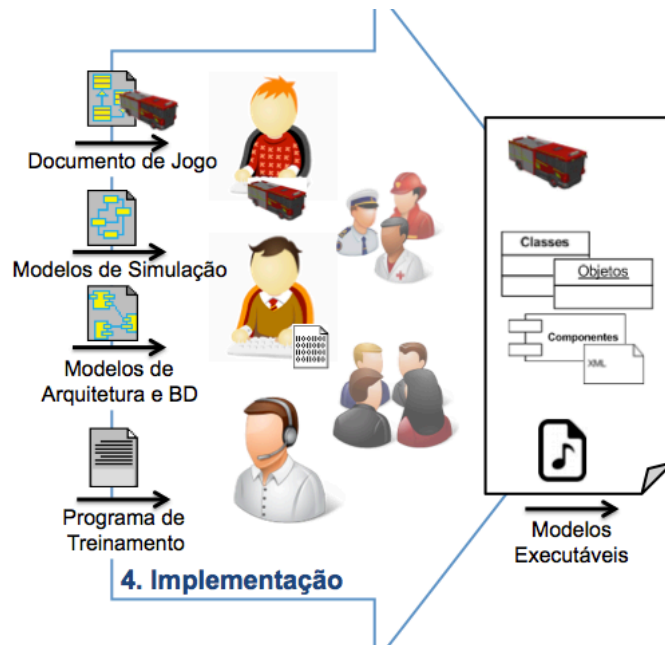 Documento de Jogo
Modelos de Simulação
Modelos de
Arquitetura e BD
Programa de
Treinamento
4. Implementação
Classes
Objetos
Componentes
XML
Modelos
Executáveis